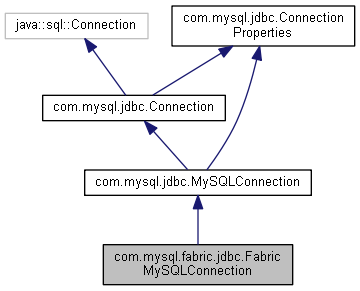 java::sql::Connection
com.mysql.jdbc.Connection
Properties
com.mysql.jdbc.Connection
com.mysql.jdbc.MySQLConnection
com.mysql.fabric.jdbc.Fabric
MySQLConnection